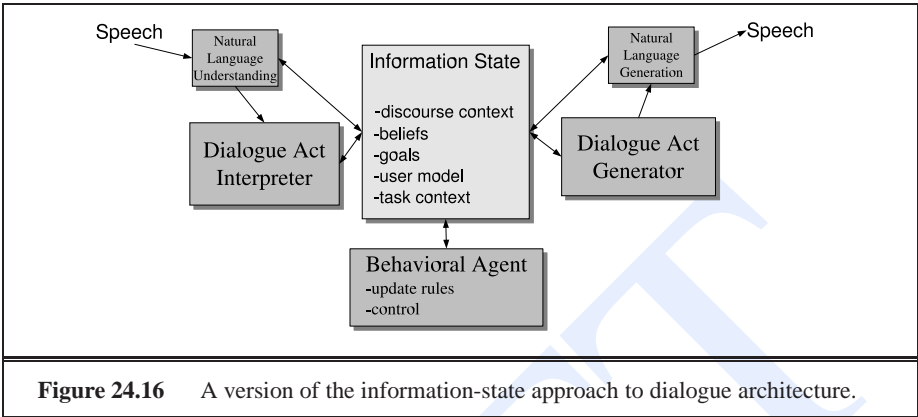 Speech
Natural
Language
Understanding
Dialogue Act
Interpreter
Information State
-discourse context
-beliefs
-goals
-user model
-task context
Behavioral Agent
-update rules
-control
Natural
Language
Generation
Speech
Dialogue Act
Generator
Figure 24.16 A version of the information-state approach to dialogue architecture.